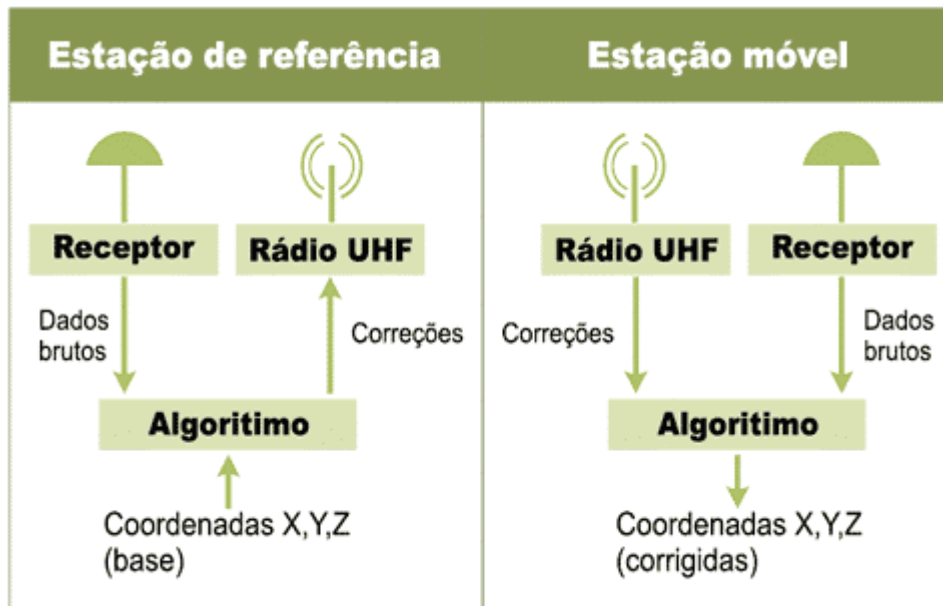 Estação de referência
Estação móvel
Receptor
Rádio UHF
Dados
brutos
Correções
Algoritimo
Coordenadas X,Y,Z
(base)
Rádio UHF
Receptor
Correções
Dados
brutos
Algoritimo
Coordenadas X,Y,Z
(corrigidas)